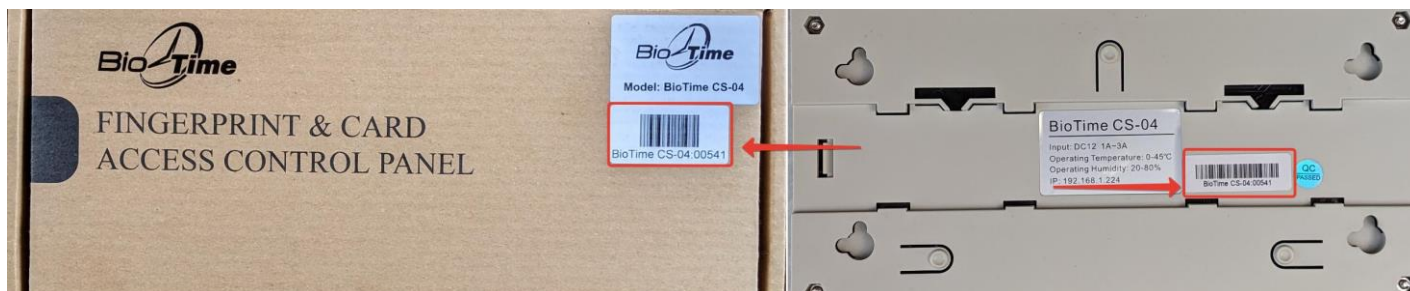 BioTime
FINGERPRINT & CARD
ACCESS CONTROL PANEL
BioTime
Model: BioTime CS-04
BioTime CS-04:00541
BioTime CS-04
Input: DC12 1A~3A
Operating Temperature: 0-45℃
Operating Humidity: 20-80%
IP: 192.168.1.224
BioTime CS-04:00541
QC
PASSED